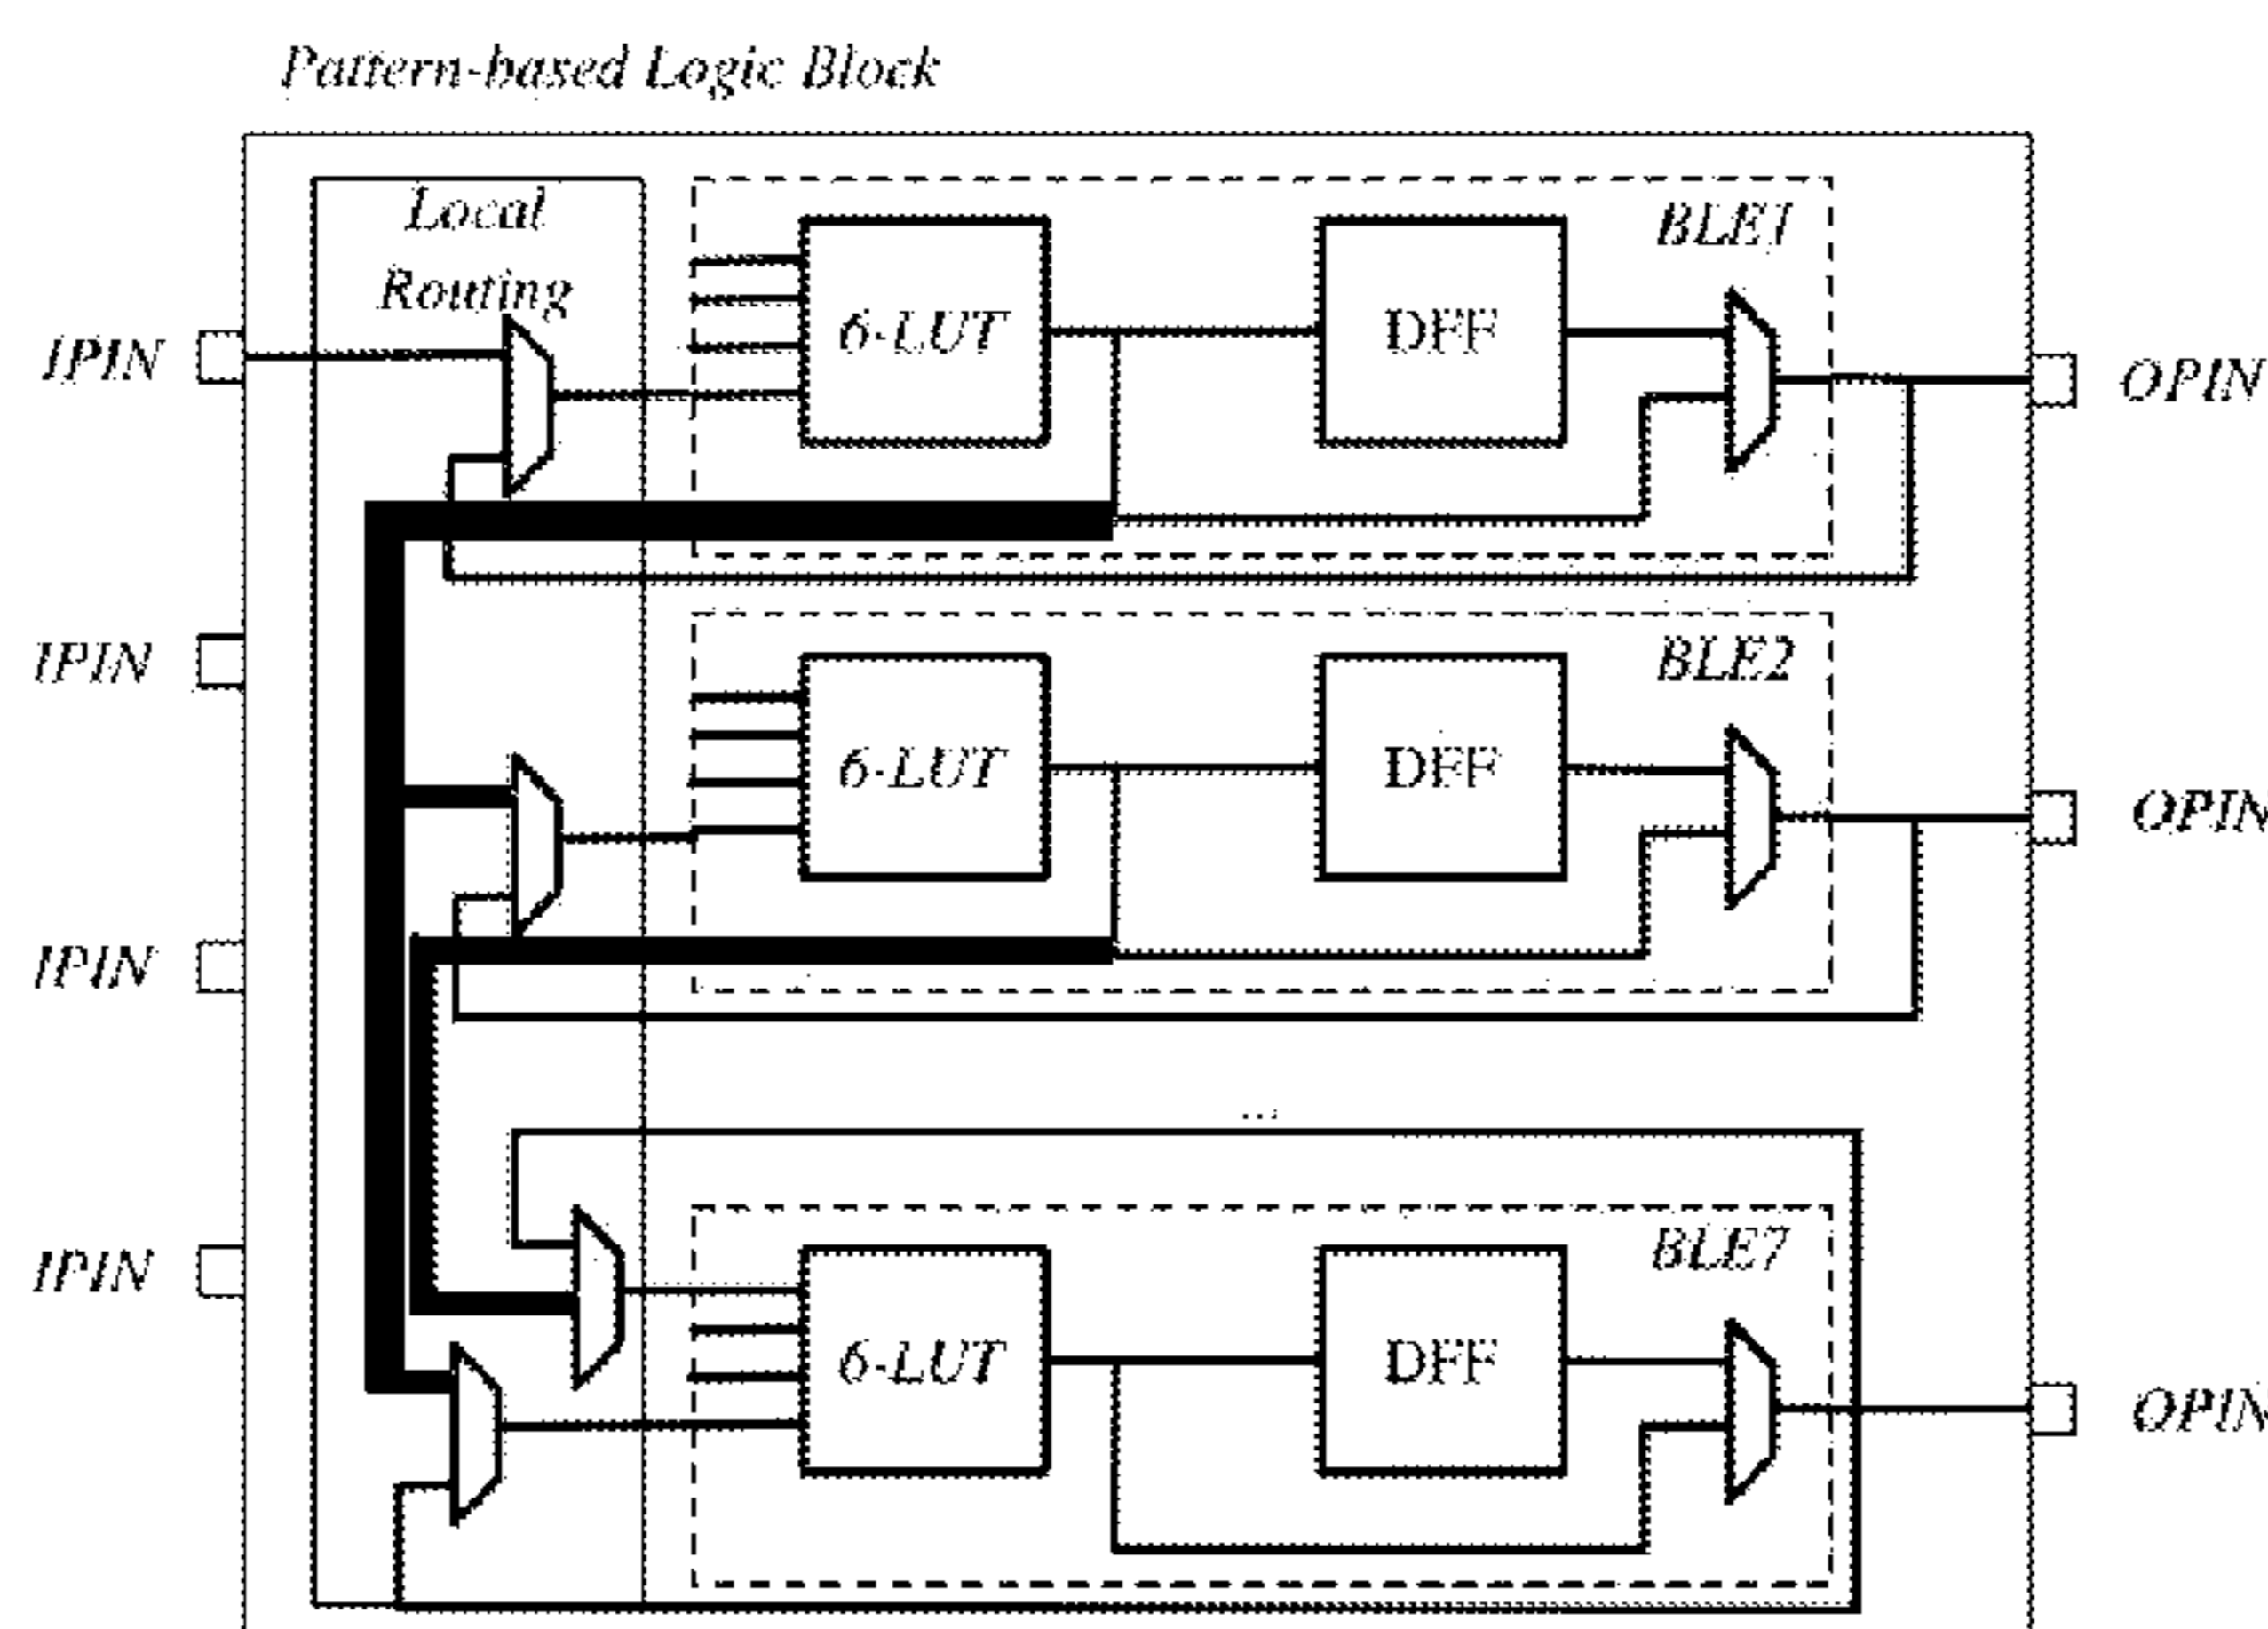 Pattern-based Logic Block
Local
Routing
BLE1
IPIN
6-LUT
DFF
OPIN
IPIN
BLE2
6-LUT
DFF
OPIN
IPIN
...
IPIN
BLE7
6-LUT
DFF
OPIN